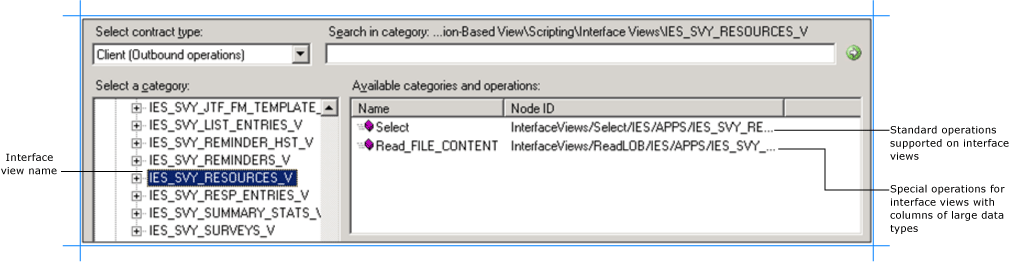 Select contract type:
Search in category: ...ion-Based View\Scripting\Interface Views\IES_SVY_RESOURCES_V
Client (Outbound operations)
Select a category:
Available categories and operations:
IES_SVY_JTF_FM_TEMPLATE_
IES_SVY_LIST_ENTRIES_V
IES_SVY_REMINDER_HST_V
IES_SVY_REMINDERS_V
IES_SVY_RESOURCES_V
IES_SVY_RESP_ENTRIES_V
IES_SVY_SUMMARY_STATS_V
IES_SVY_SURVEYS_V
Name Node ID
Select InterfaceViews/Select/IES/APPS/IES_SVY_RE...
Read_FILE_CONTENT InterfaceViews/ReadLOB/IES/APPS/IES_SVY_...
Interface
view name
Standard operations
supported on interface
views
Special operations for
interface views with
columns of large data
types